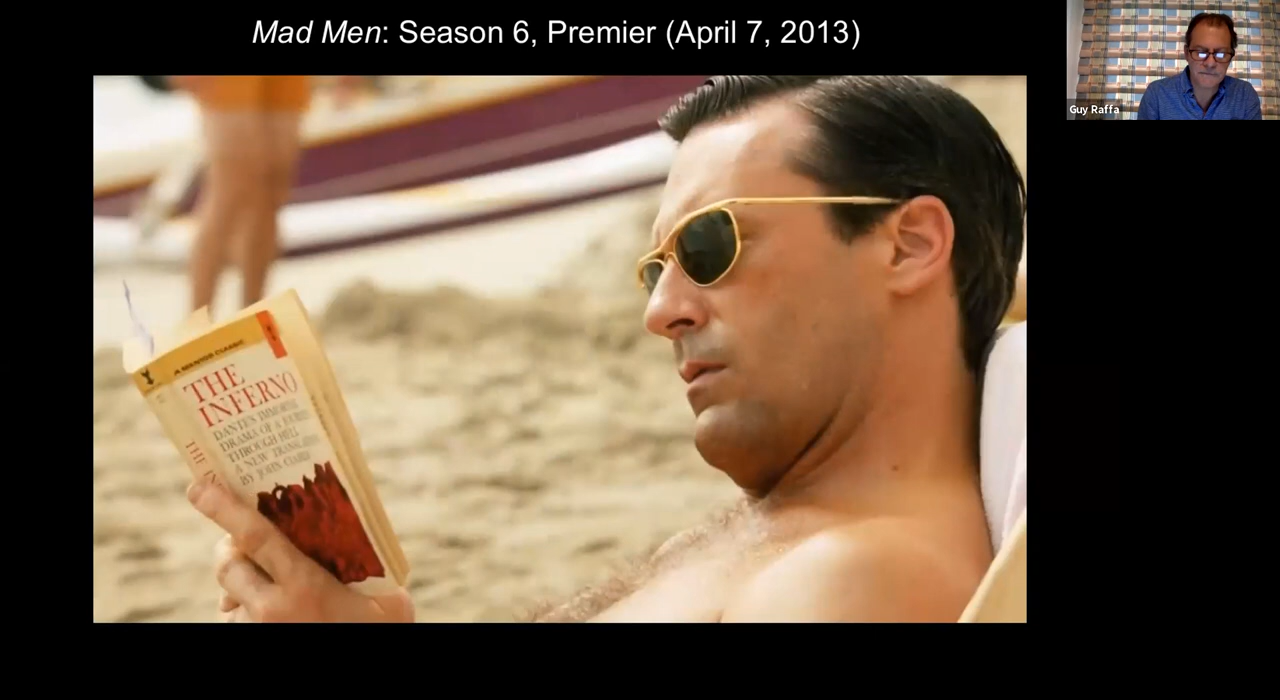 Mad Men: Season 6, Premier (April 7, 2013)
Guy Raffa
A MENTOR CLASSIC
THE
INFERNO
DANTE'S IMMORTAL
DRAMA OF A JOURNEY
THROUGH HELL
A NEW TRANSLATION
BY JOHN CIARDI
THE